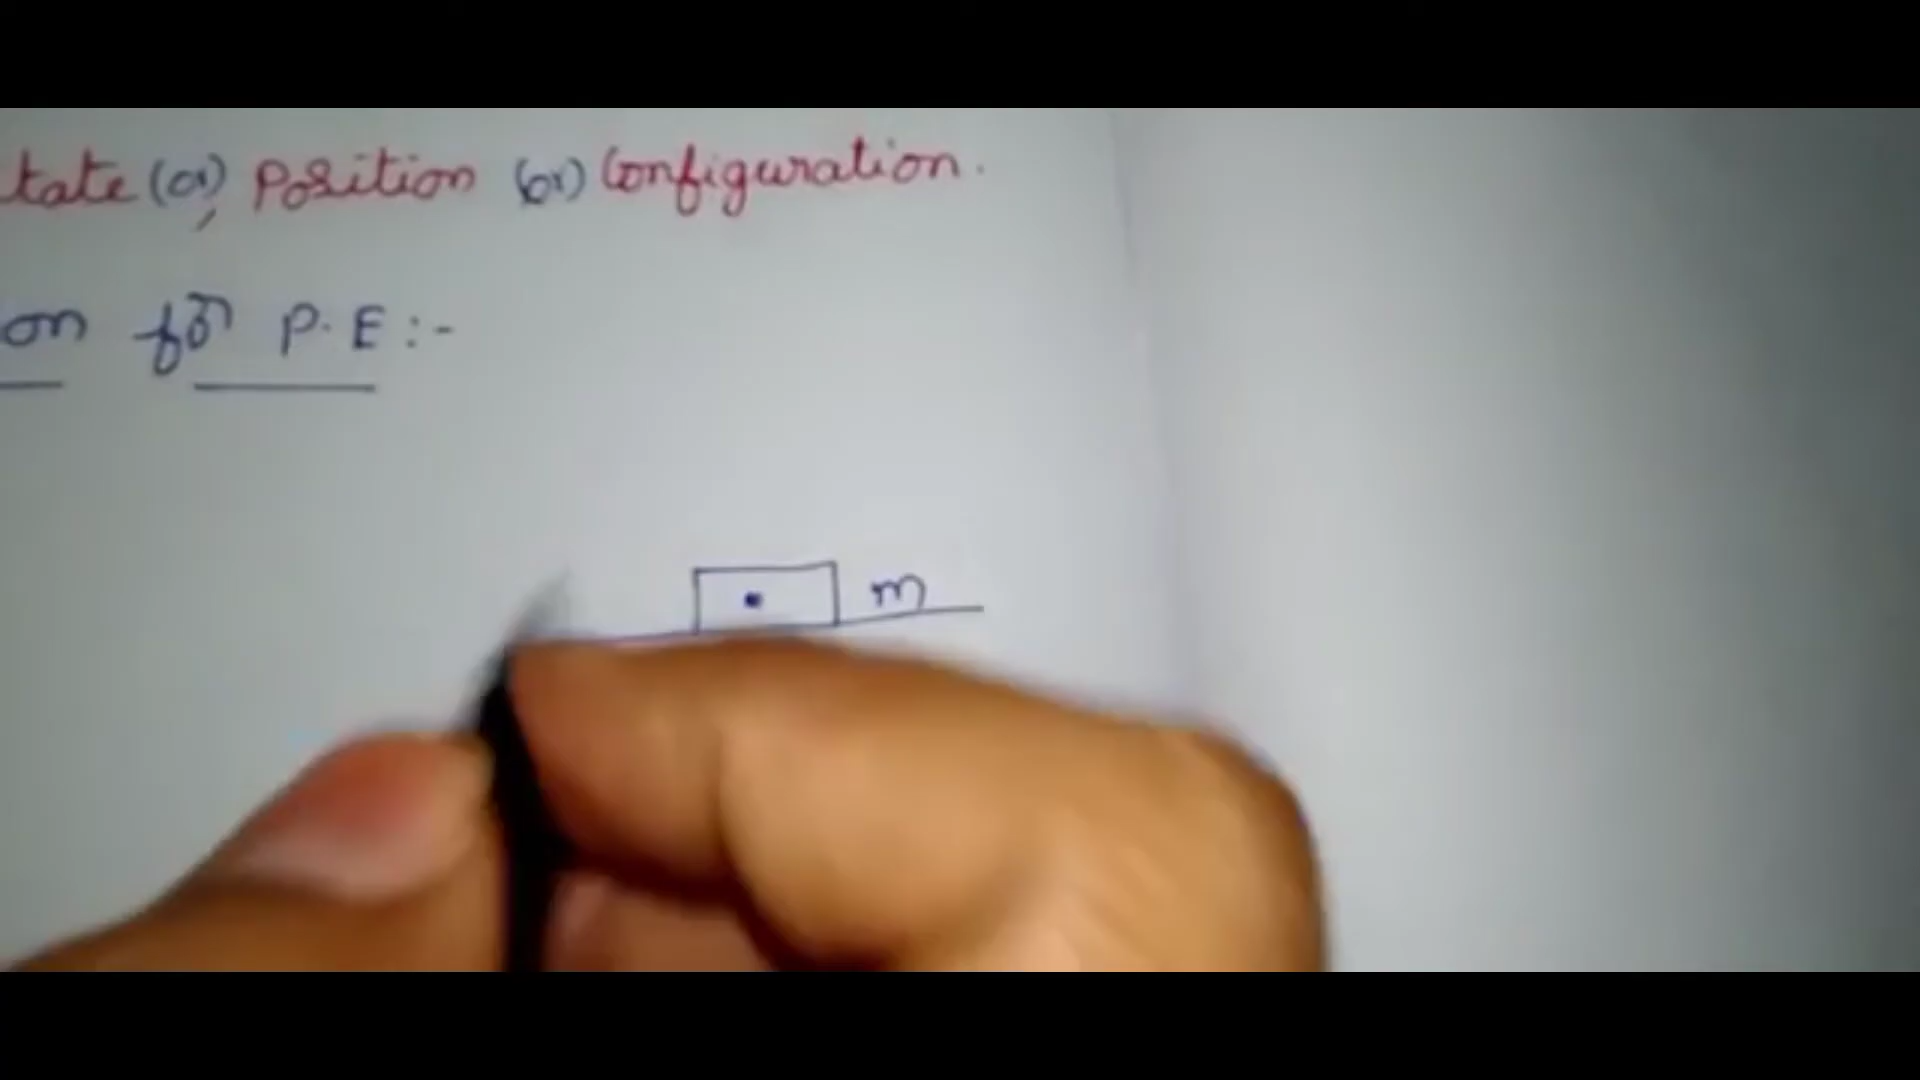 tate (or) Position (or) Configuration.
on for P.E:-
m